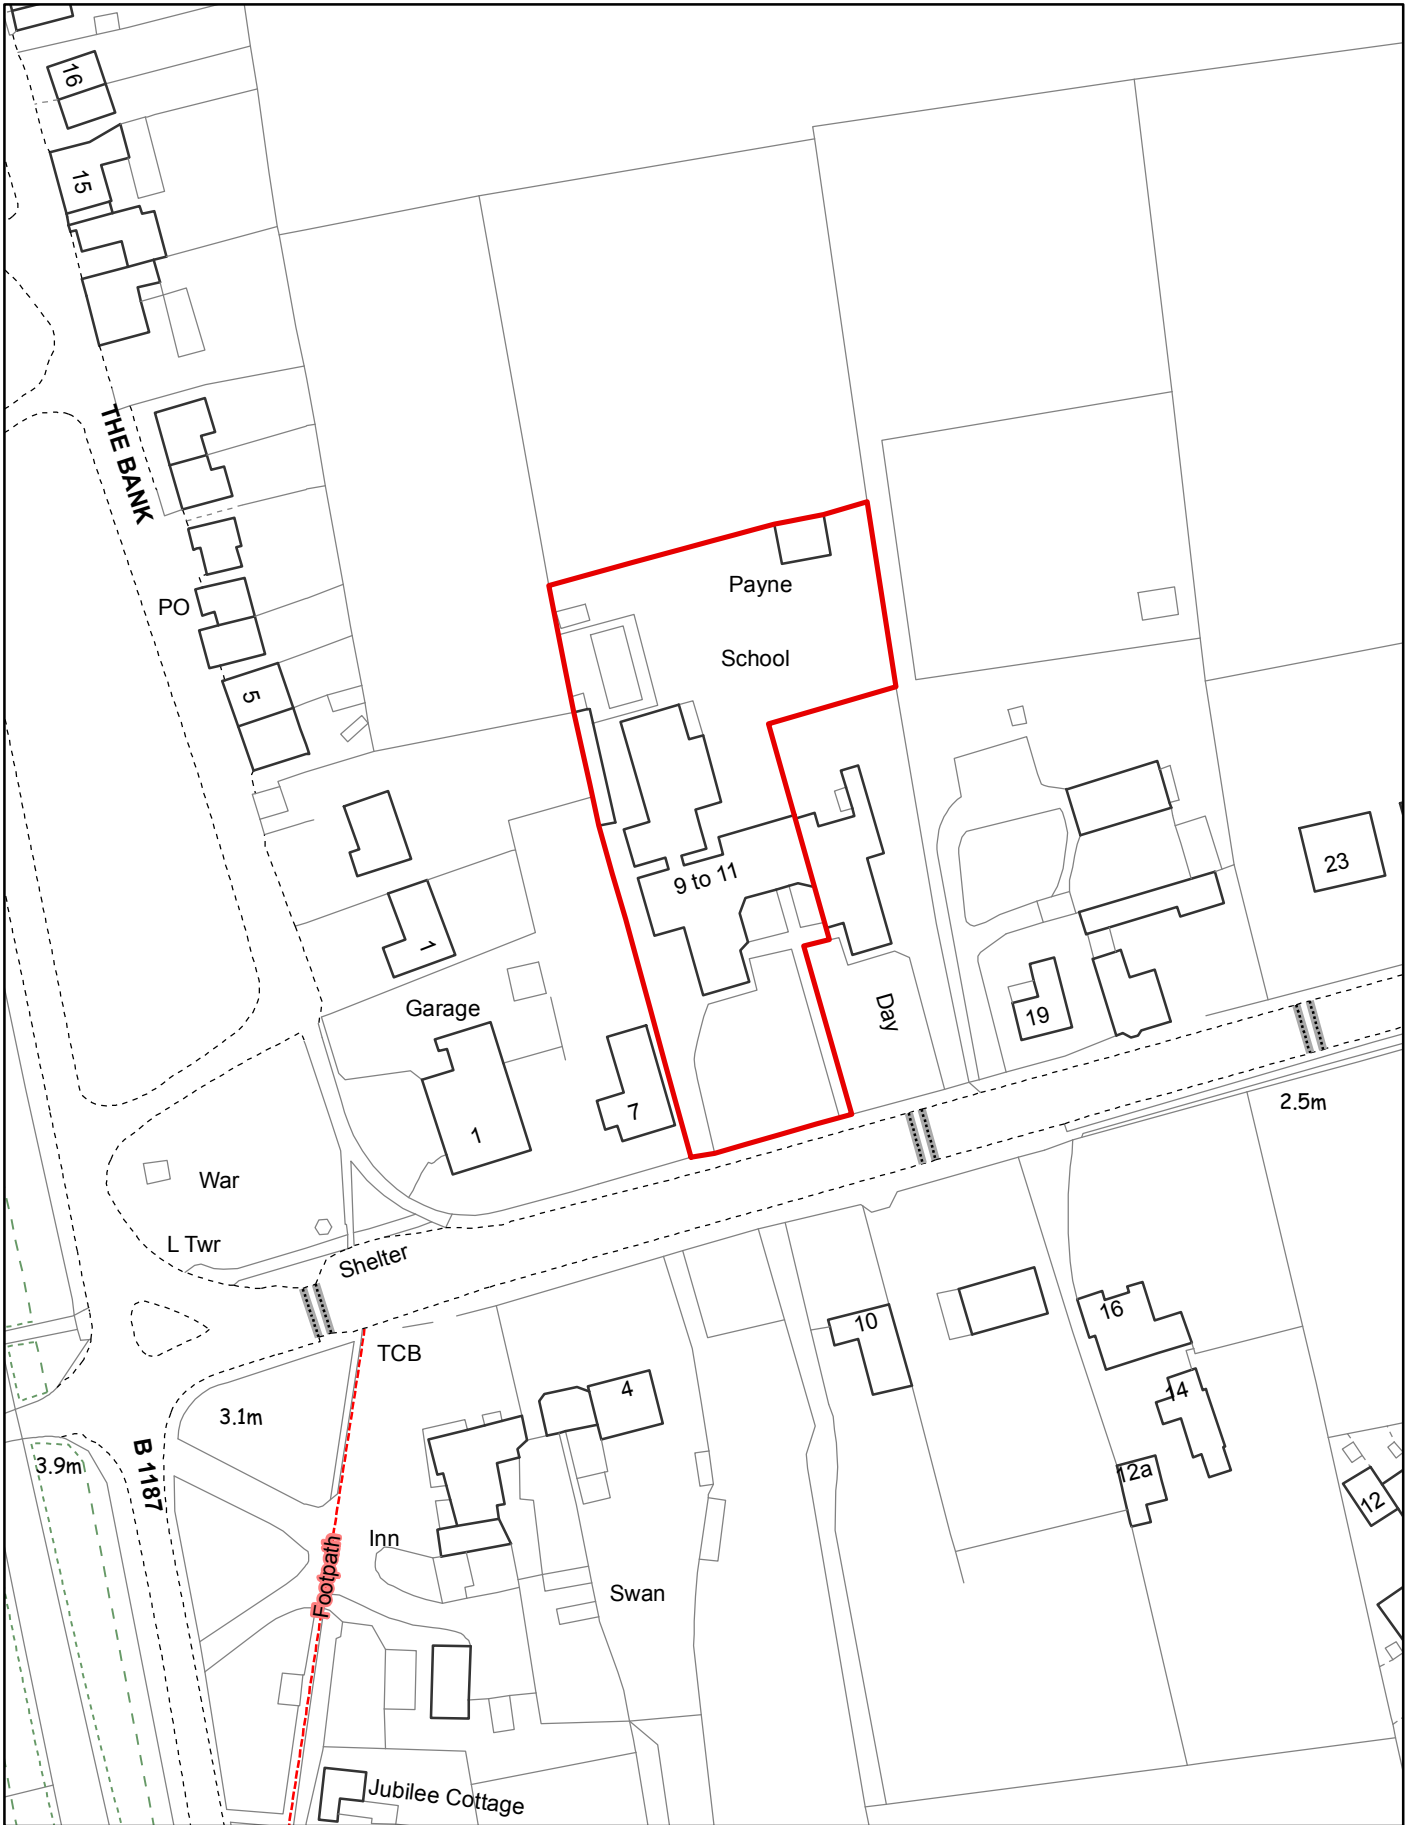 16
15
THE BANK
PO
5
Payne
School
9 to 11
1
Garage
Day
19
23
7
1
2.5m
War
L Twr
Shelter
TCB
10
16
4
14
3.1m
12a
3.9m
B 1187
12
Inn
Footpath
Swan
Jubilee Cottage